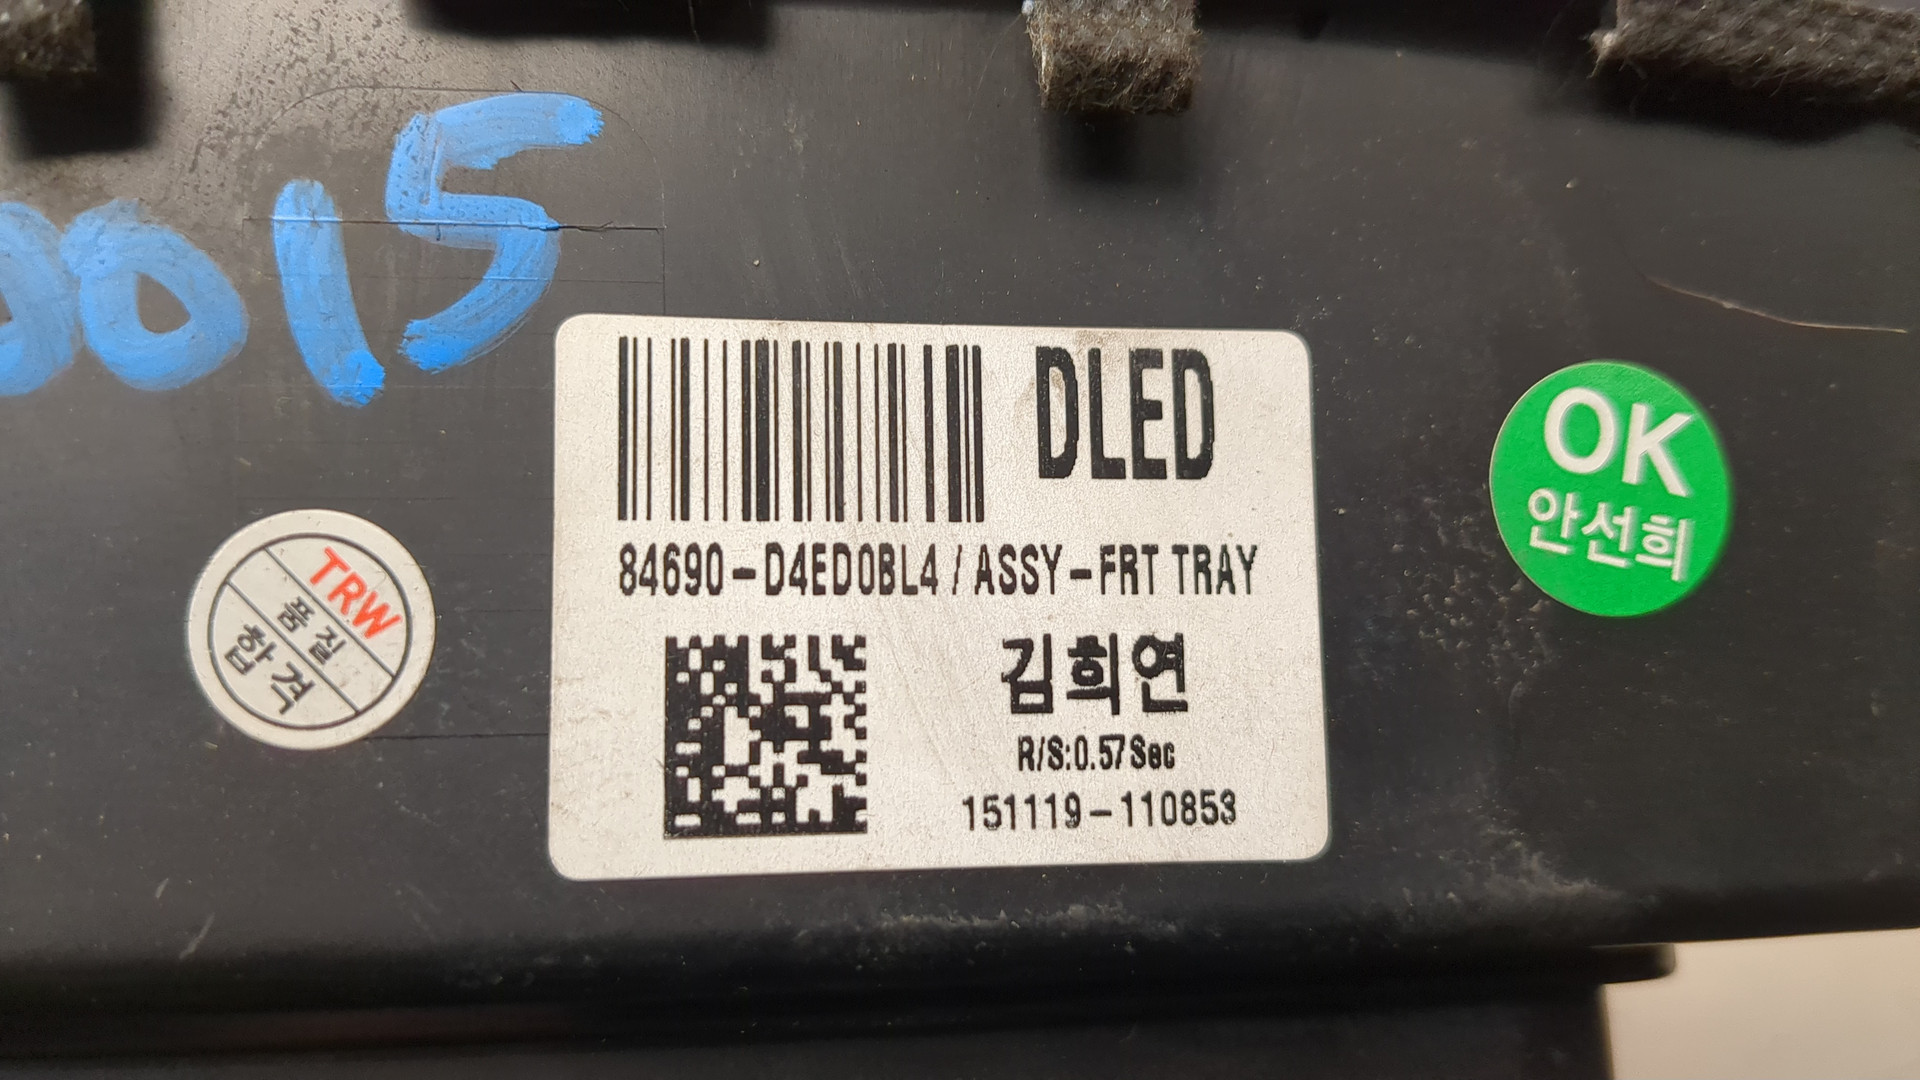 0015
DLED
84690-D4ED0BL4 / ASSY-FRT TRAY
김희연
R/S:0.57Sec
151119-110853
TRW
품질
합격
OK
안선희